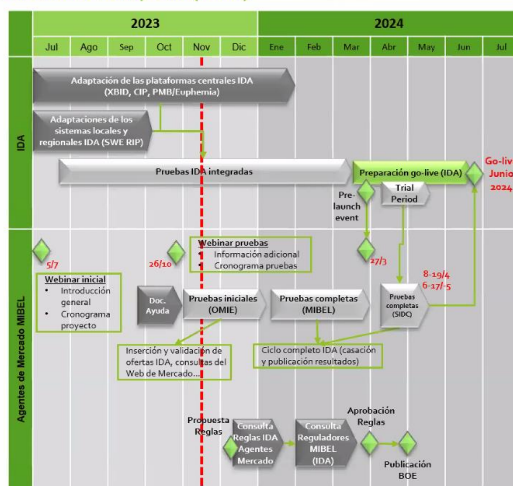 2023
2024
Jul
Ago
Sep
Oct
Nov
Dic
Ene
Feb
Mar
Abr
May
Jun
Jul
IDA
Adaptación de las plataformas centrales IDA
(XBID, CIP, PMB/Euphemia)
Adaptaciones de los
sistemas locales y
regionales IDA (SWE RIP)
Pruebas IDA integradas
Preparación go-live (IDA)
Go-live
Junio
2024
Pre-
launch
event
Trial
Period
Agentes de Mercado MIBEL
5/7
26/10
27/3
Webinar pruebas
• Información adicional
• Cronograma pruebas
Webinar inicial
• Introducción
general
• Cronograma
proyecto
8-19/4
6-17/-5
Doc.
Ayuda
Pruebas iniciales
(OMIE)
Pruebas completas
(MIBEL)
Pruebas
completas
(SIDC)
Inserción y validación de
ofertas IDA, consultas del
Web de Mercado...
Ciclo completo IDA (casación
y publicación resultados)
Propuesta
Reglas
Consulta
Reglas IDA
Agentes
Mercado
Consulta
Reguladores
MIBEL
(IDA)
Aprobación
Reglas
Publicación
BOE